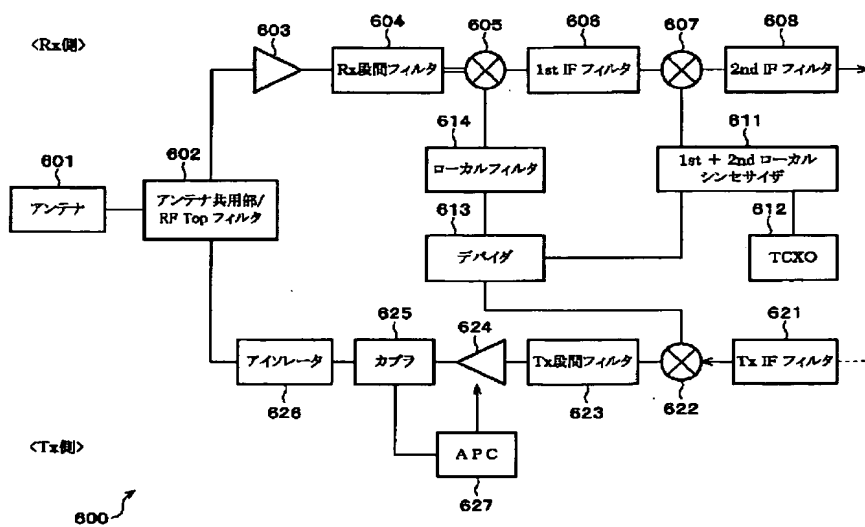 <Rx側>
603
604
Rx段間フィルタ
605
606
1st IF フィルタ
607
608
2nd IF フィルタ
614
ローカルフィルタ
611
1st + 2nd ローカル
シンセサイザ
601
アンテナ
602
アンテナ共用部/
RF Top フィルタ
613
デバイダ
612
TCXO
625
カプラ
624
621
Tx IF フィルタ
アイソレータ
626
Tx段間フィルタ
623
622
<Tx側>
APC
627
600